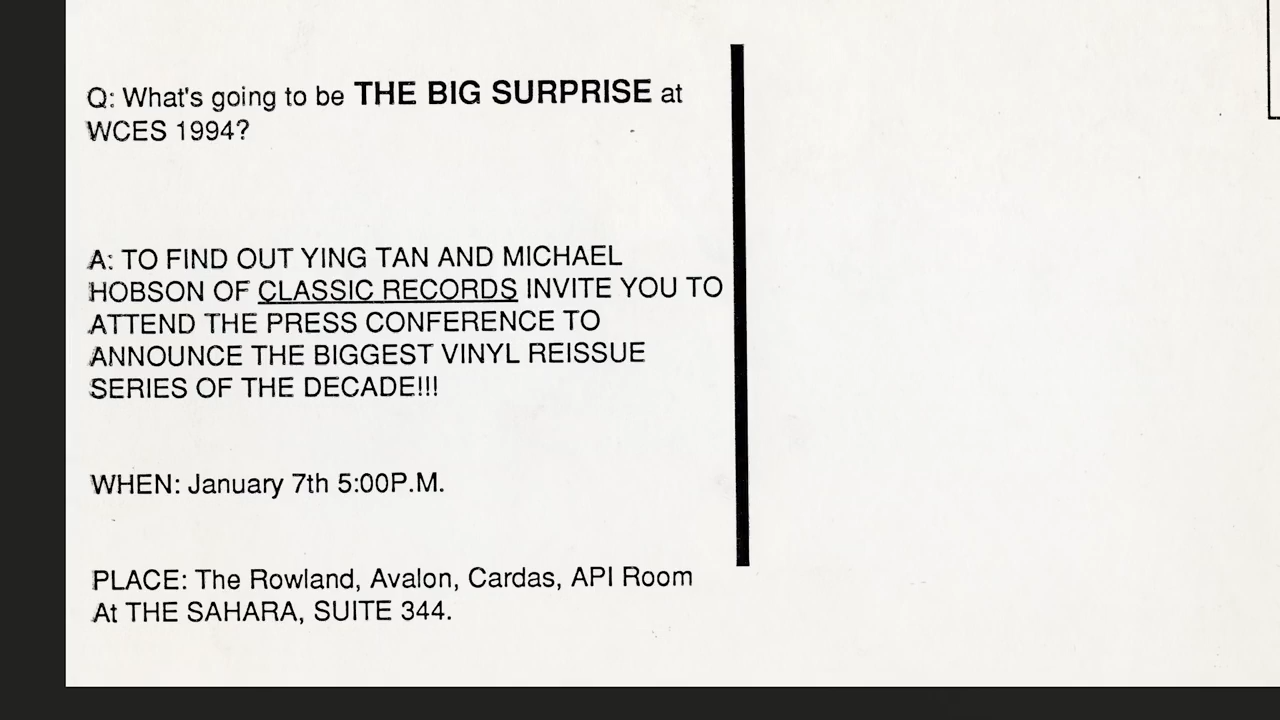 Q: What's going to be THE BIG SURPRISE at
WCES 1994?
A: TO FIND OUT YING TAN AND MICHAEL
HOBSON OF CLASSIC RECORDS INVITE YOU TO
ATTEND THE PRESS CONFERENCE TO
ANNOUNCE THE BIGGEST VINYL REISSUE
SERIES OF THE DECADE!!!
WHEN: January 7th 5:00P.M.
PLACE: The Rowland, Avalon, Cardas, API Room
At THE SAHARA, SUITE 344.